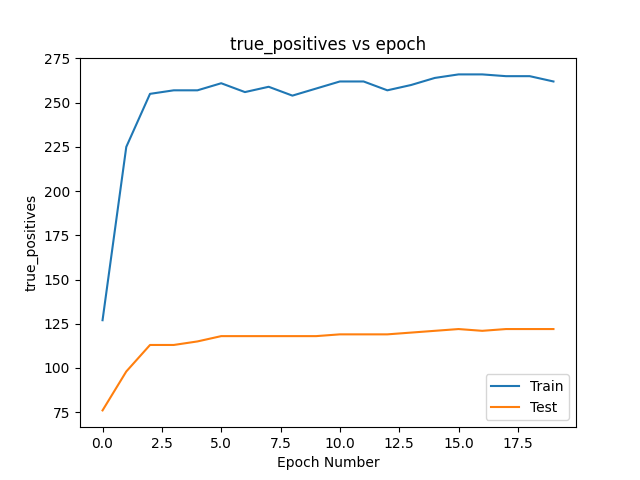 true_positives vs epoch
275
250
225
200
175
150
125
100
75
true_positives
0.0 2.5 5.0 7.5 10.0 12.5 15.0 17.5
Epoch Number
Train
Test